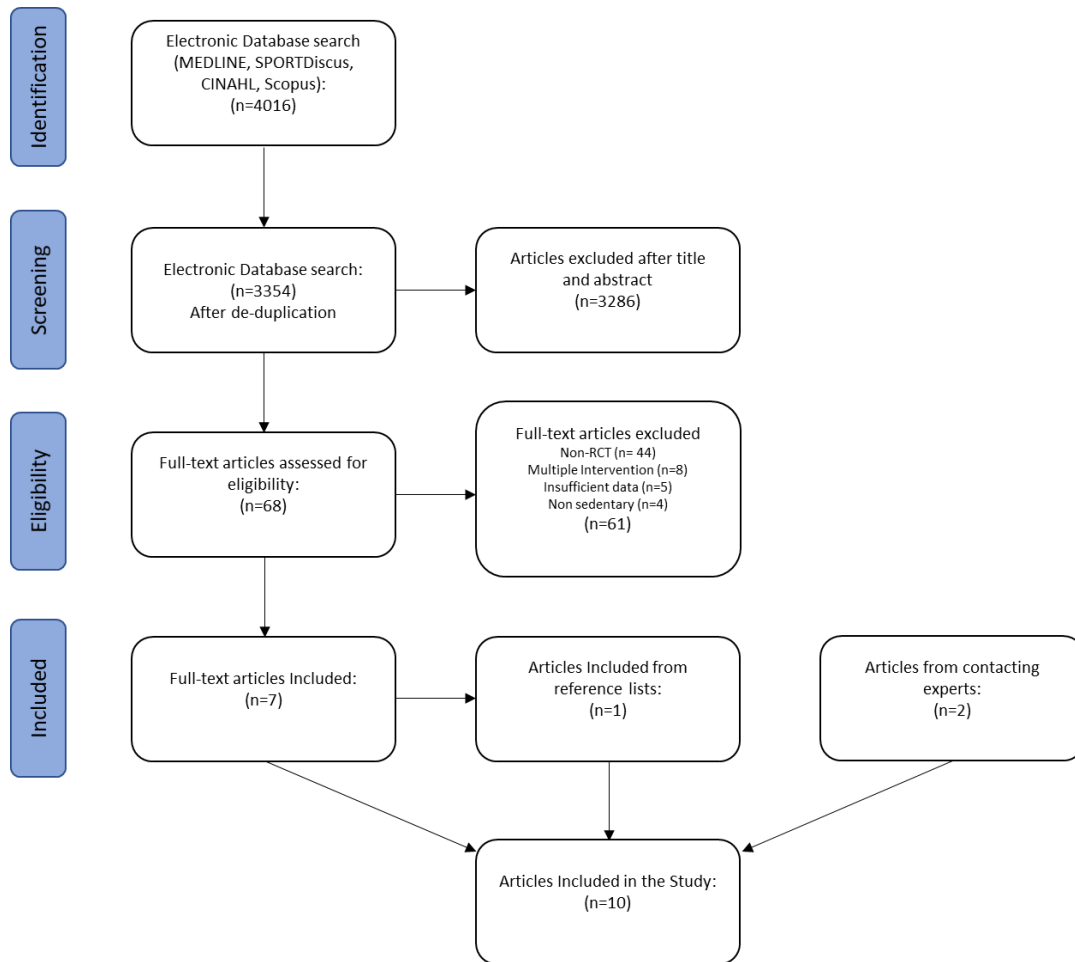 Identification
Electronic Database search
(MEDLINE, SPORTDiscus,
CINAHL, Scopus):
(n=4016)
Screening
Electronic Database search:
(n=3354)
After de-duplication
Articles excluded after title
and abstract
(n=3286)
Eligibility
Full-text articles assessed for
eligibility:
(n=68)
Full-text articles excluded
Non-RCT (n= 44)
Multiple Intervention (n=8)
Insufficient data (n=5)
Non sedentary (n=4)
(n=61)
Included
Full-text articles Included:
(n=7)
Articles Included from
reference lists:
(n=1)
Articles from contacting
experts:
(n=2)
Articles Included in the Study:
(n=10)